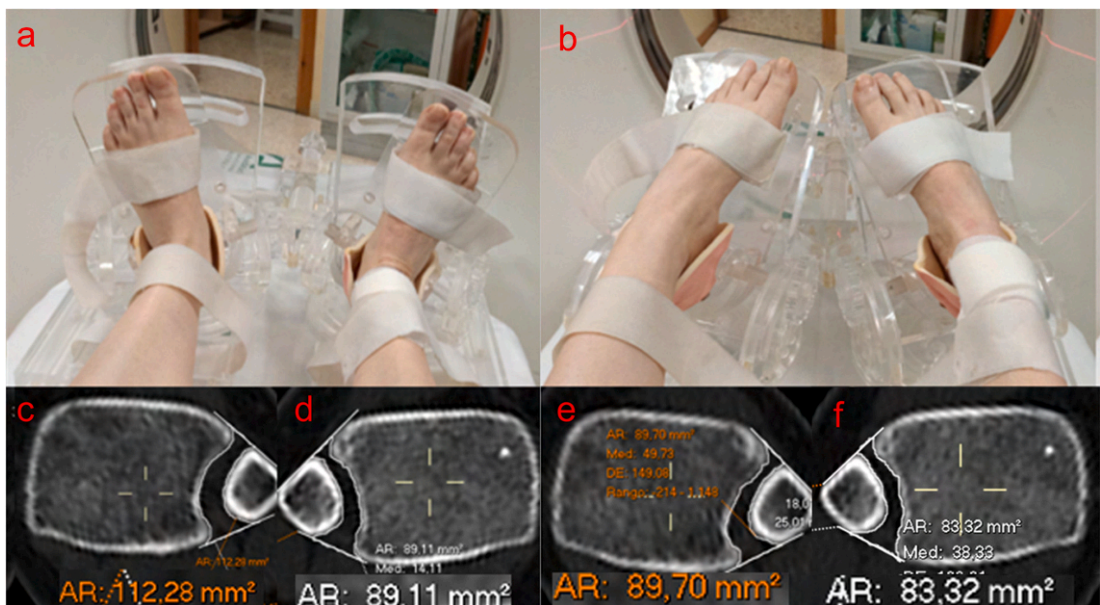 a
b
c
d
e
f
AR: 112.28 mm²
AR: 89,11 mm²
Med: 14,11
AR: 112,28 mm²
AR: 89,11 mm²
AR: 89,70 mm²
Med: 49,73
DE: 149,08
18,0
25,01
AR: 83,32 mm²
Med: 38,33
AR: 89,70 mm²
AR: 83,32 mm²